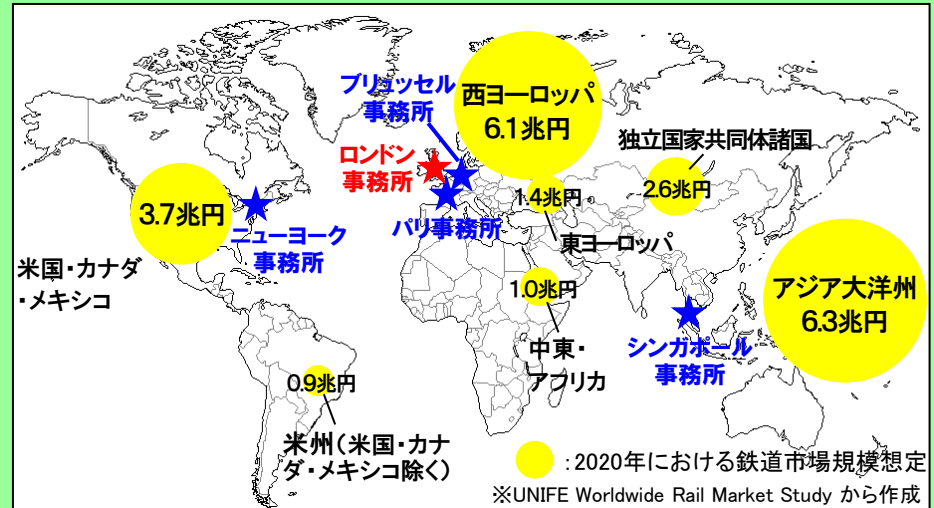 ブリュッセル
事務所
西ヨーロッパ
6.1兆円
独立国家共同体諸国
ロンドン
事務所
2.6兆円
1.4兆円
3.7兆円
パリ事務所
ニューヨーク
事務所
東ヨーロッパ
米国・カナダ
・メキシコ
1.0兆円
アジア大洋州
6.3兆円
中東・
アフリカ
シンガポール
事務所
0.9兆円
米州(米国・カナ
ダ・メキシコ除く)
:2020年における鉄道市場規模想定
※UNIFE Worldwide Rail Market Study から作成